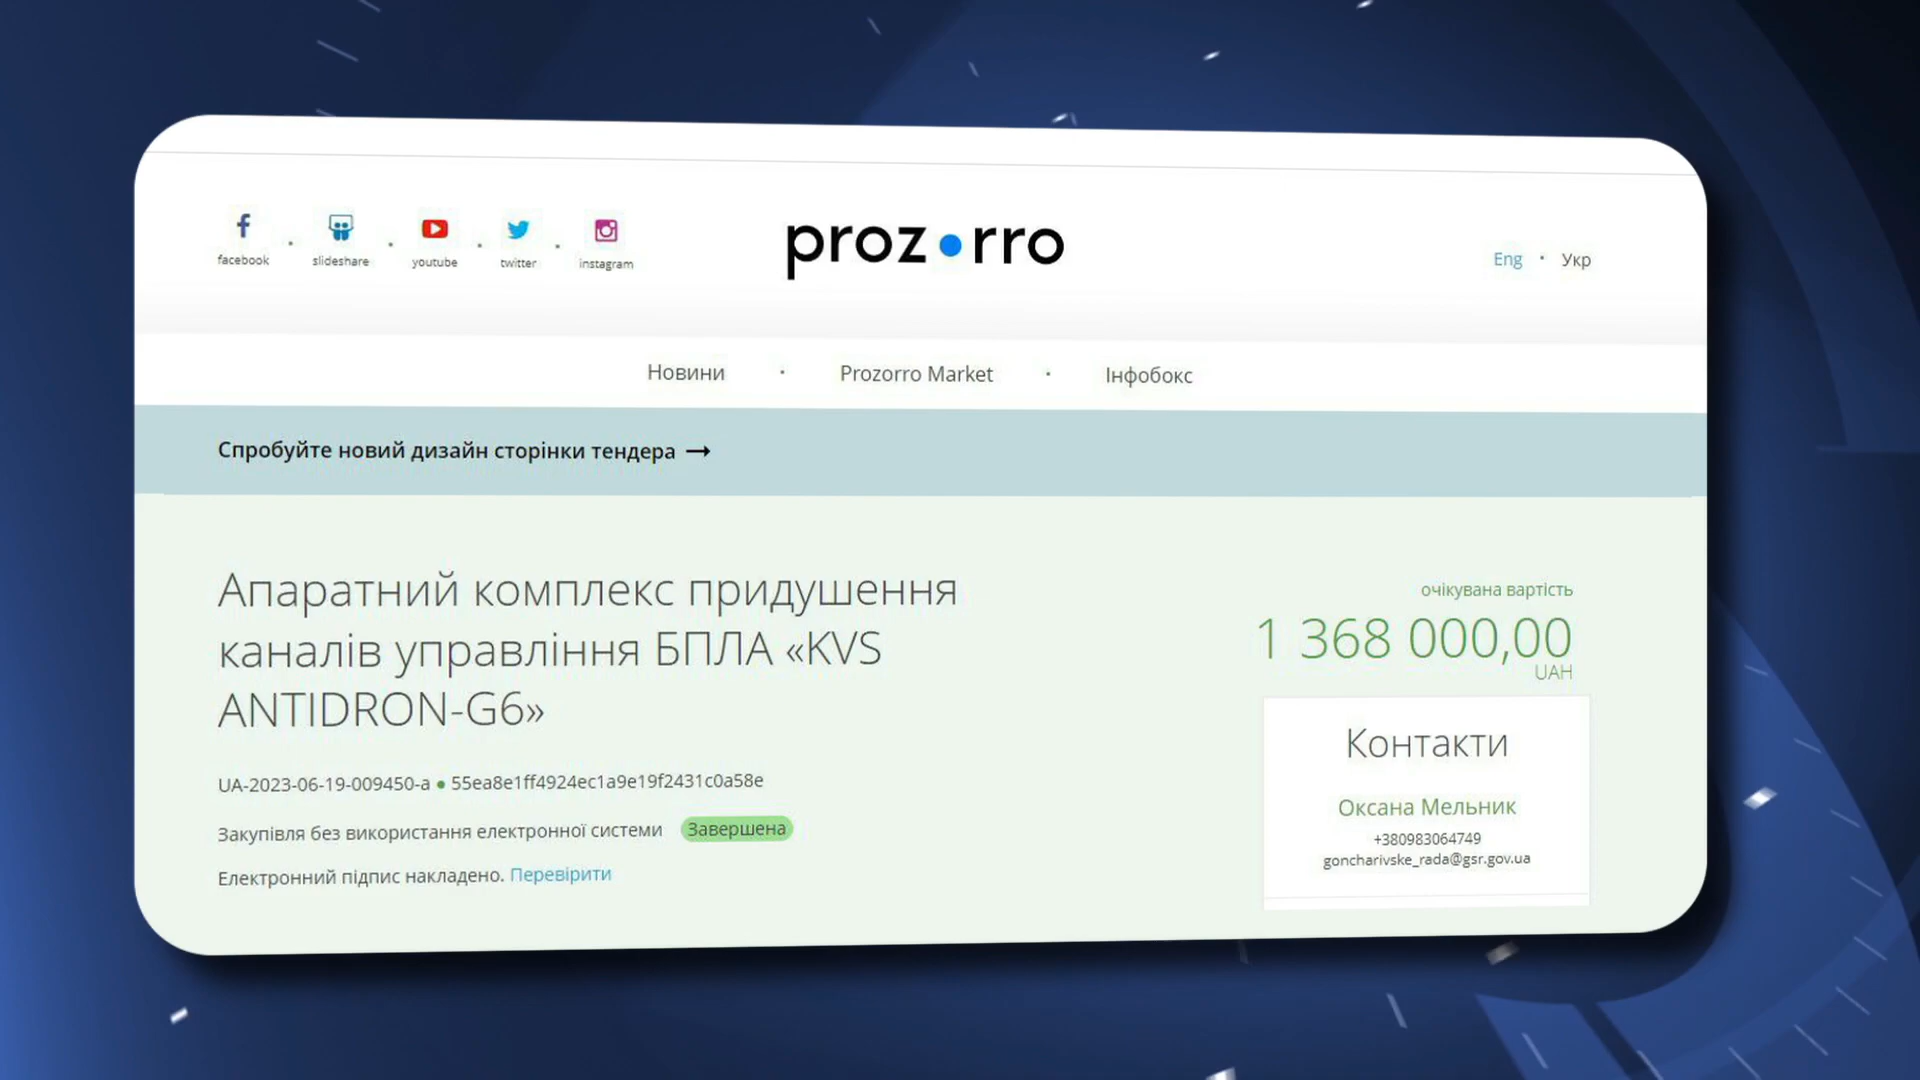 facebook
slideshare
youtube
twitter
instagram
proz•rro
Eng • Укр
Новини • Prozorro Market • Інфобокс
Спробуйте новий дизайн сторінки тендера →
Апаратний комплекс придушення
каналів управління БПЛА «KVS
ANTIDRON-G6»
UA-2023-06-19-009450-a ● 55ea8e1ff4924ec1a9e19f2431c0a58e
Закупівля без використання електронної системи Завершена
Електронний підпис накладено. Перевірити
очікувана вартість
1 368 000,00
UAH
Контакти
Оксана Мельник
+380983064749
goncharivske_rada@gsr.gov.ua